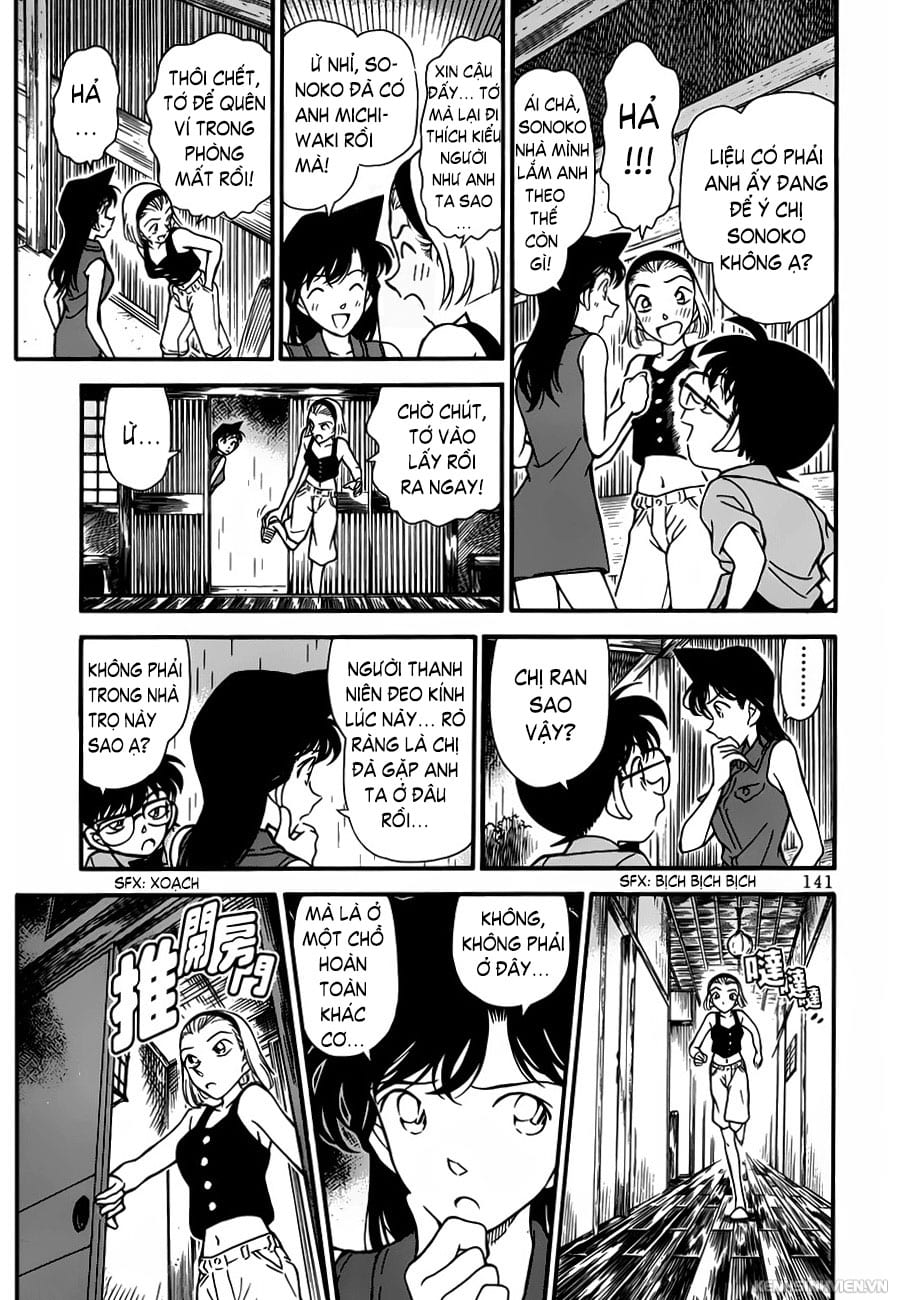 LIỆU CÓ PHẢI
ANH ẤY ĐANG
ĐỂ Ý CHỊ
SONOKO
KHÔNG Ạ?
HẢ
!!!
ÁI CHÀ,
SONOKO
NHÀ MÌNH
LẮM ANH
THEO
THẾ
CÒN
GÌ!
XIN CẬU
ĐẤY... TỚ
MÀ LẠI ĐI
THÍCH KIỂU
NGƯỜI
NHƯ ANH
TA SAO
...
Ừ NHỈ, SO-
NOKO ĐÃ CÓ
ANH MICHI-
WAKI RỒI
MÀ!
THÔI CHẾT,
TỚ ĐỂ QUÊN
VÍ TRONG
PHÒNG
MẤT RỒI!
HẢ
...
CHỜ CHÚT,
TỚ VÀO
LẤY RỒI
RA NGAY!
Ừ...
.........
CHỊ RAN
SAO
VẬY?
NGƯỜI THANH
NIÊN ĐEO KÍNH
LÚC NÃY... RÕ
RÀNG LÀ CHỊ
ĐÃ GẶP ANH
TA Ở ĐÂU
RỒI...
KHÔNG PHẢI
TRONG NHÀ
TRỌ NÀY
SAO Ạ?
SFX: BỊCH BỊCH BỊCH
141
SFX: XOẠCH
噠噠噠
KHÔNG,
KHÔNG PHẢI
Ở ĐÂY...
MÀ LÀ Ở
MỘT CHỖ
HOÀN
TOÀN
KHÁC
CƠ...
推開房門
KENHSINHVIEN.VN